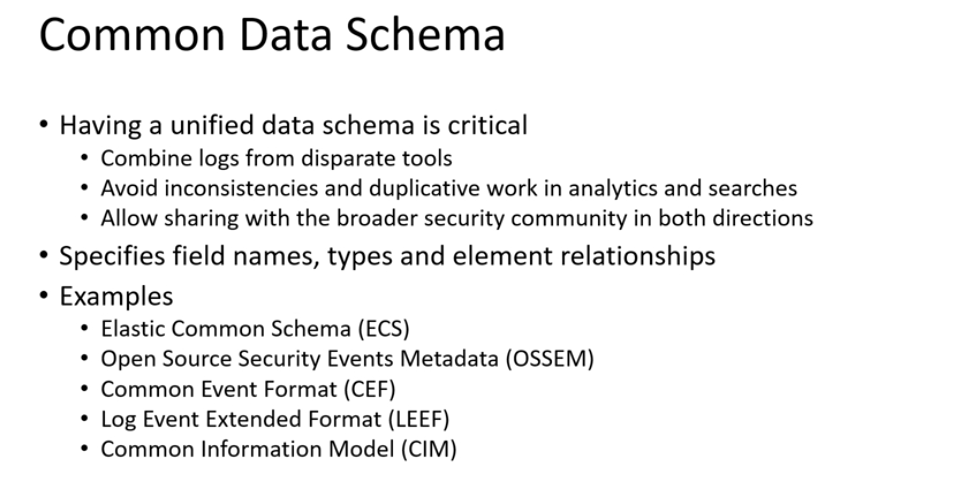 Common Data Schema
• Having a unified data schema is critical
• Combine logs from disparate tools
• Avoid inconsistencies and duplicative work in analytics and searches
• Allow sharing with the broader security community in both directions
• Specifies field names, types and element relationships
• Examples
• Elastic Common Schema (ECS)
• Open Source Security Events Metadata (OSSEM)
• Common Event Format (CEF)
• Log Event Extended Format (LEEF)
• Common Information Model (CIM)